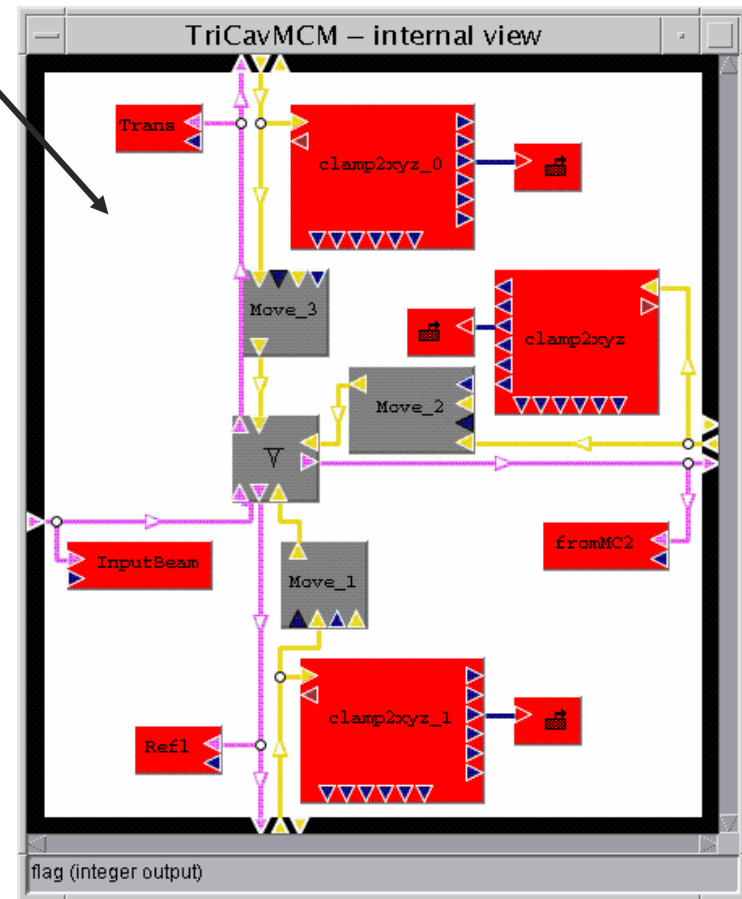 TriCavMCM – internal view
Trans
clamp2xyz_0
Move_3
clamp2xyz
Move_2
V
InputBeam
fromMC2
Move_1
clamp2xyz_1
Refl
flag (integer output)